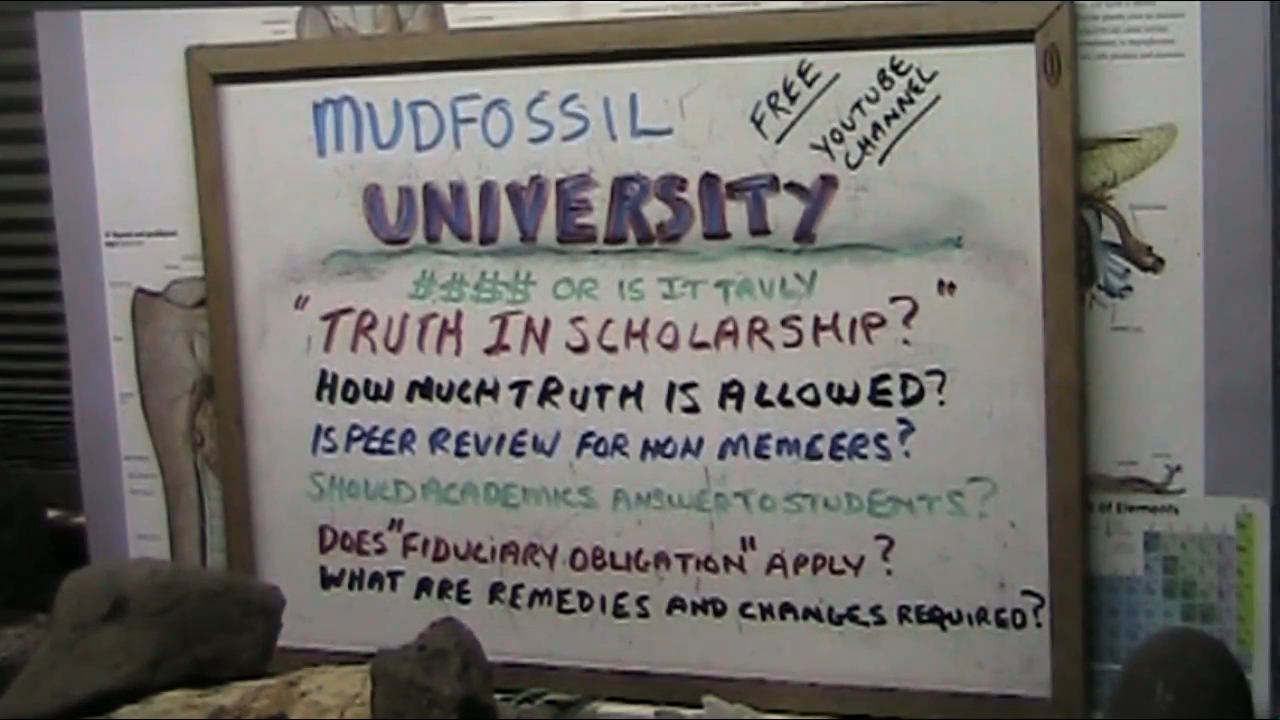 MUDFOSSIL
FREE
YOUTUBE
CHANNEL
UNIVERSITY
#### OR IS IT TRULY
"TRUTH IN SCHOLARSHIP?"
HOW MUCH TRUTH IS ALLOWED?
IS PEER REVIEW FOR NON MEMBERS?
SHOULD ACADEMICS ANSWER TO STUDENTS?
DOES "FIDUCIARY OBLIGATION" APPLY?
WHAT ARE REMEDIES AND CHANGES REQUIRED?
of Elements